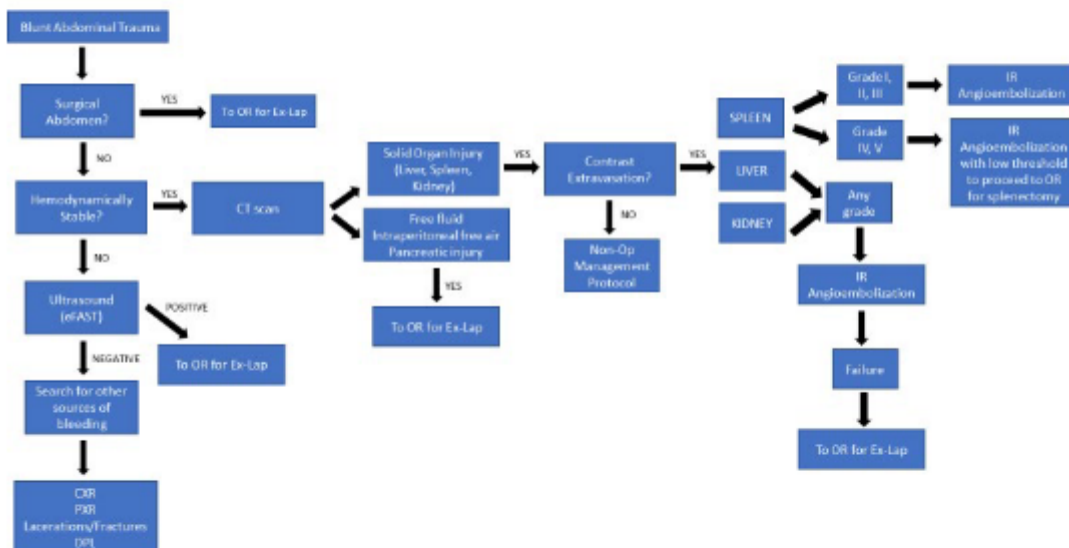 Blunt Abdominal Trauma
Surgical
Abdomen?
YES
To OR for Ex-Lap
NO
Hemodynamically
Stable?
YES
CT scan
NO
Ultrasound
(eFAST)
POSITIVE
To OR for Ex-Lap
NEGATIVE
Search for other
sources of
bleeding
CXR
PXR
Lacerations/Fractures
DPL
Solid Organ Injury
(Liver, Spleen,
Kidney)
YES
Free fluid
Intraperitoneal free air
Pancreatic injury
YES
To OR for Ex-Lap
Contrast
Extravasation?
YES
NO
Non-Op
Management
Protocol
SPLEEN
LIVER
KIDNEY
Grade I,
II, III
IR
Angioembolization
Grade
IV, V
IR
Angioembolization
with low threshold
to proceed to OR
for splenectomy
Any
grade
IR
Angioembolization
Failure
To OR for Ex-Lap